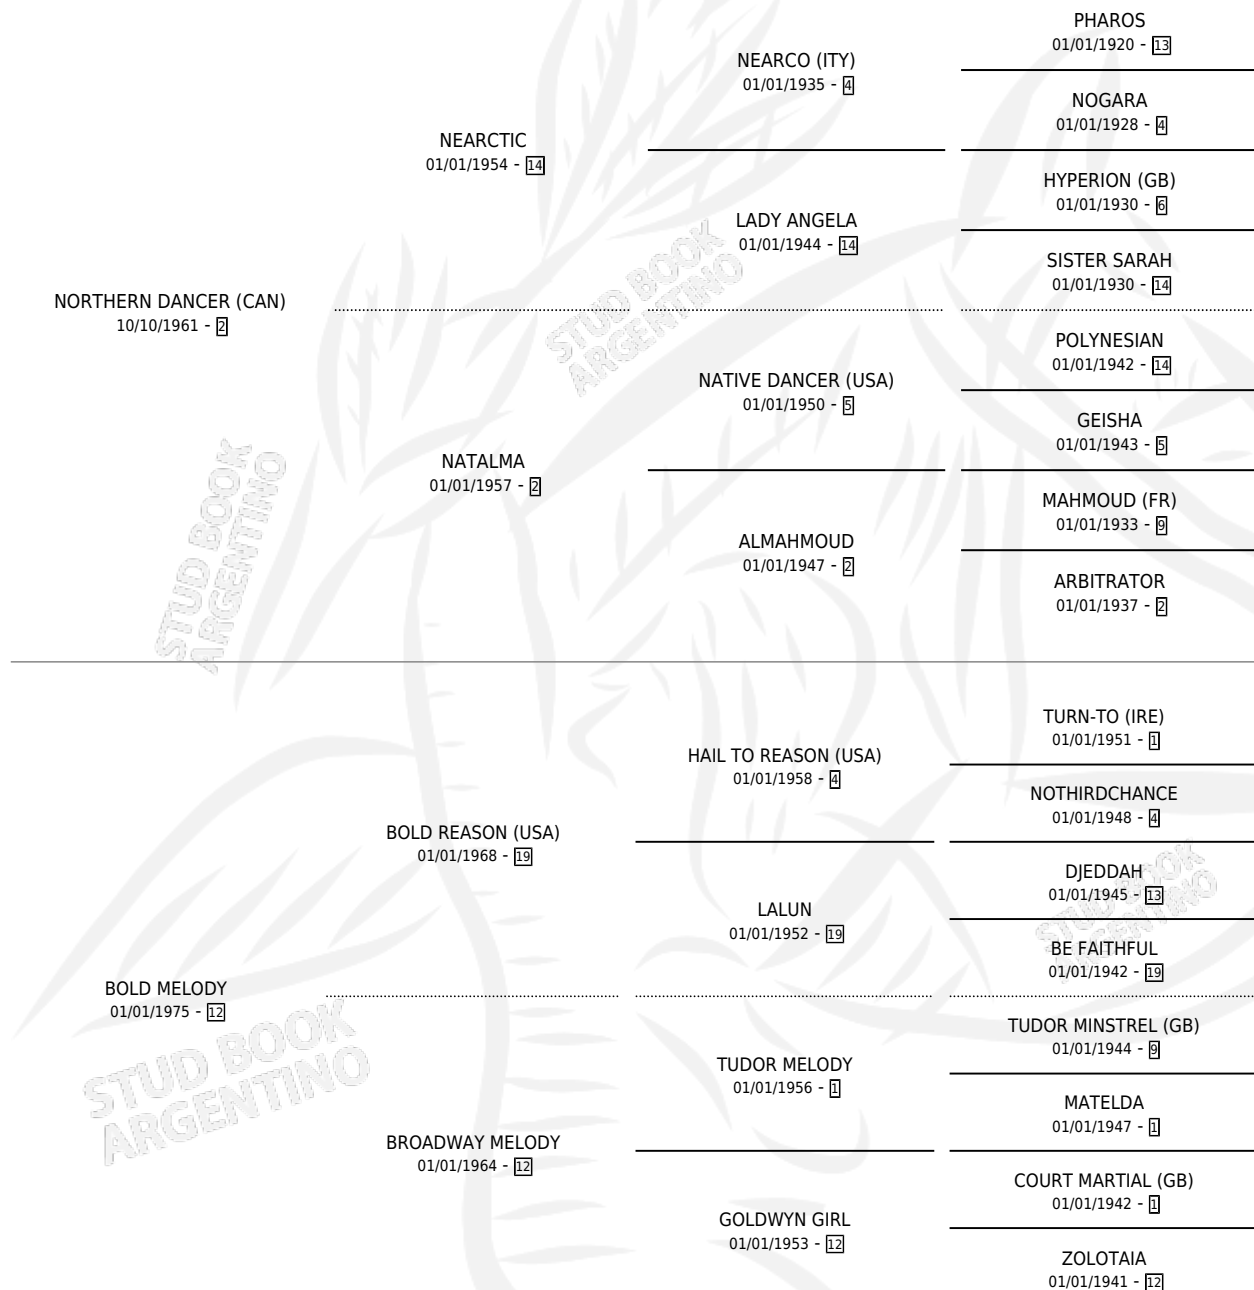 PHAROS
01/01/1920 - 13
NEARCO (ITY)
01/01/1935 - 4
NOGARA
01/01/1928 - 4
NEARCTIC
01/01/1954 - 14
HYPERION (GB)
01/01/1930 - 6
LADY ANGELA
01/01/1944 - 14
SISTER SARAH
01/01/1930 - 14
NORTHERN DANCER (CAN)
10/10/1961 - 2
STUD BOOK
ARGENTINO
POLYNESIAN
01/01/1942 - 14
NATIVE DANCER (USA)
01/01/1950 - 5
GEISHA
01/01/1943 - 5
NATALMA
01/01/1957 - 2
MAHMOUD (FR)
01/01/1933 - 9
ALMAHMOUD
01/01/1947 - 2
ARBITRATOR
01/01/1937 - 2
STUD BOOK
ARGENTINO
TURN-TO (IRE)
01/01/1951 - 1
HAIL TO REASON (USA)
01/01/1958 - 4
NOTHIRDCHANCE
01/01/1948 - 4
BOLD REASON (USA)
01/01/1968 - 19
DJEDDAH
01/01/1945 - 13
LALUN
01/01/1952 - 19
STUD BOOK
ARGENTINO
BE FAITHFUL
01/01/1942 - 19
BOLD MELODY
01/01/1975 - 12
STUD BOOK
ARGENTINO
TUDOR MINSTREL (GB)
01/01/1944 - 9
TUDOR MELODY
01/01/1956 - 1
MATELDA
01/01/1947 - 1
BROADWAY MELODY
01/01/1964 - 12
COURT MARTIAL (GB)
01/01/1942 - 1
GOLDWYN GIRL
01/01/1953 - 12
ZOLOTAIA
01/01/1941 - 12